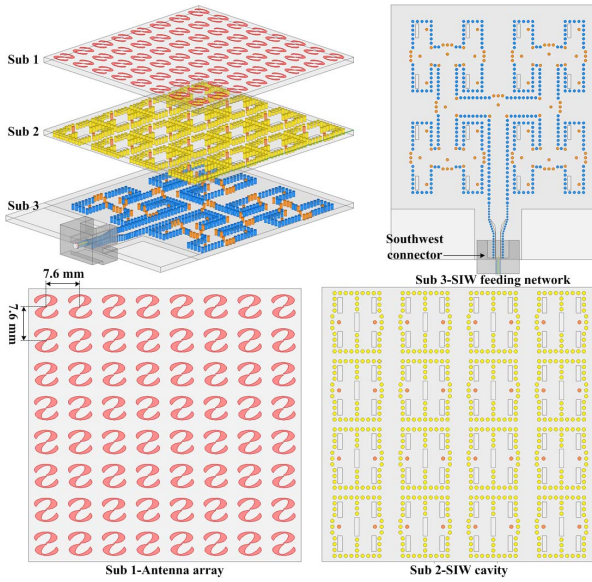 Sub 1
Sub 2
Sub 3
Southwest
connector
Sub 3-SIW feeding network
7.6 mm
7.6 mm
Sub 1-Antenna array
Sub 2-SIW cavity